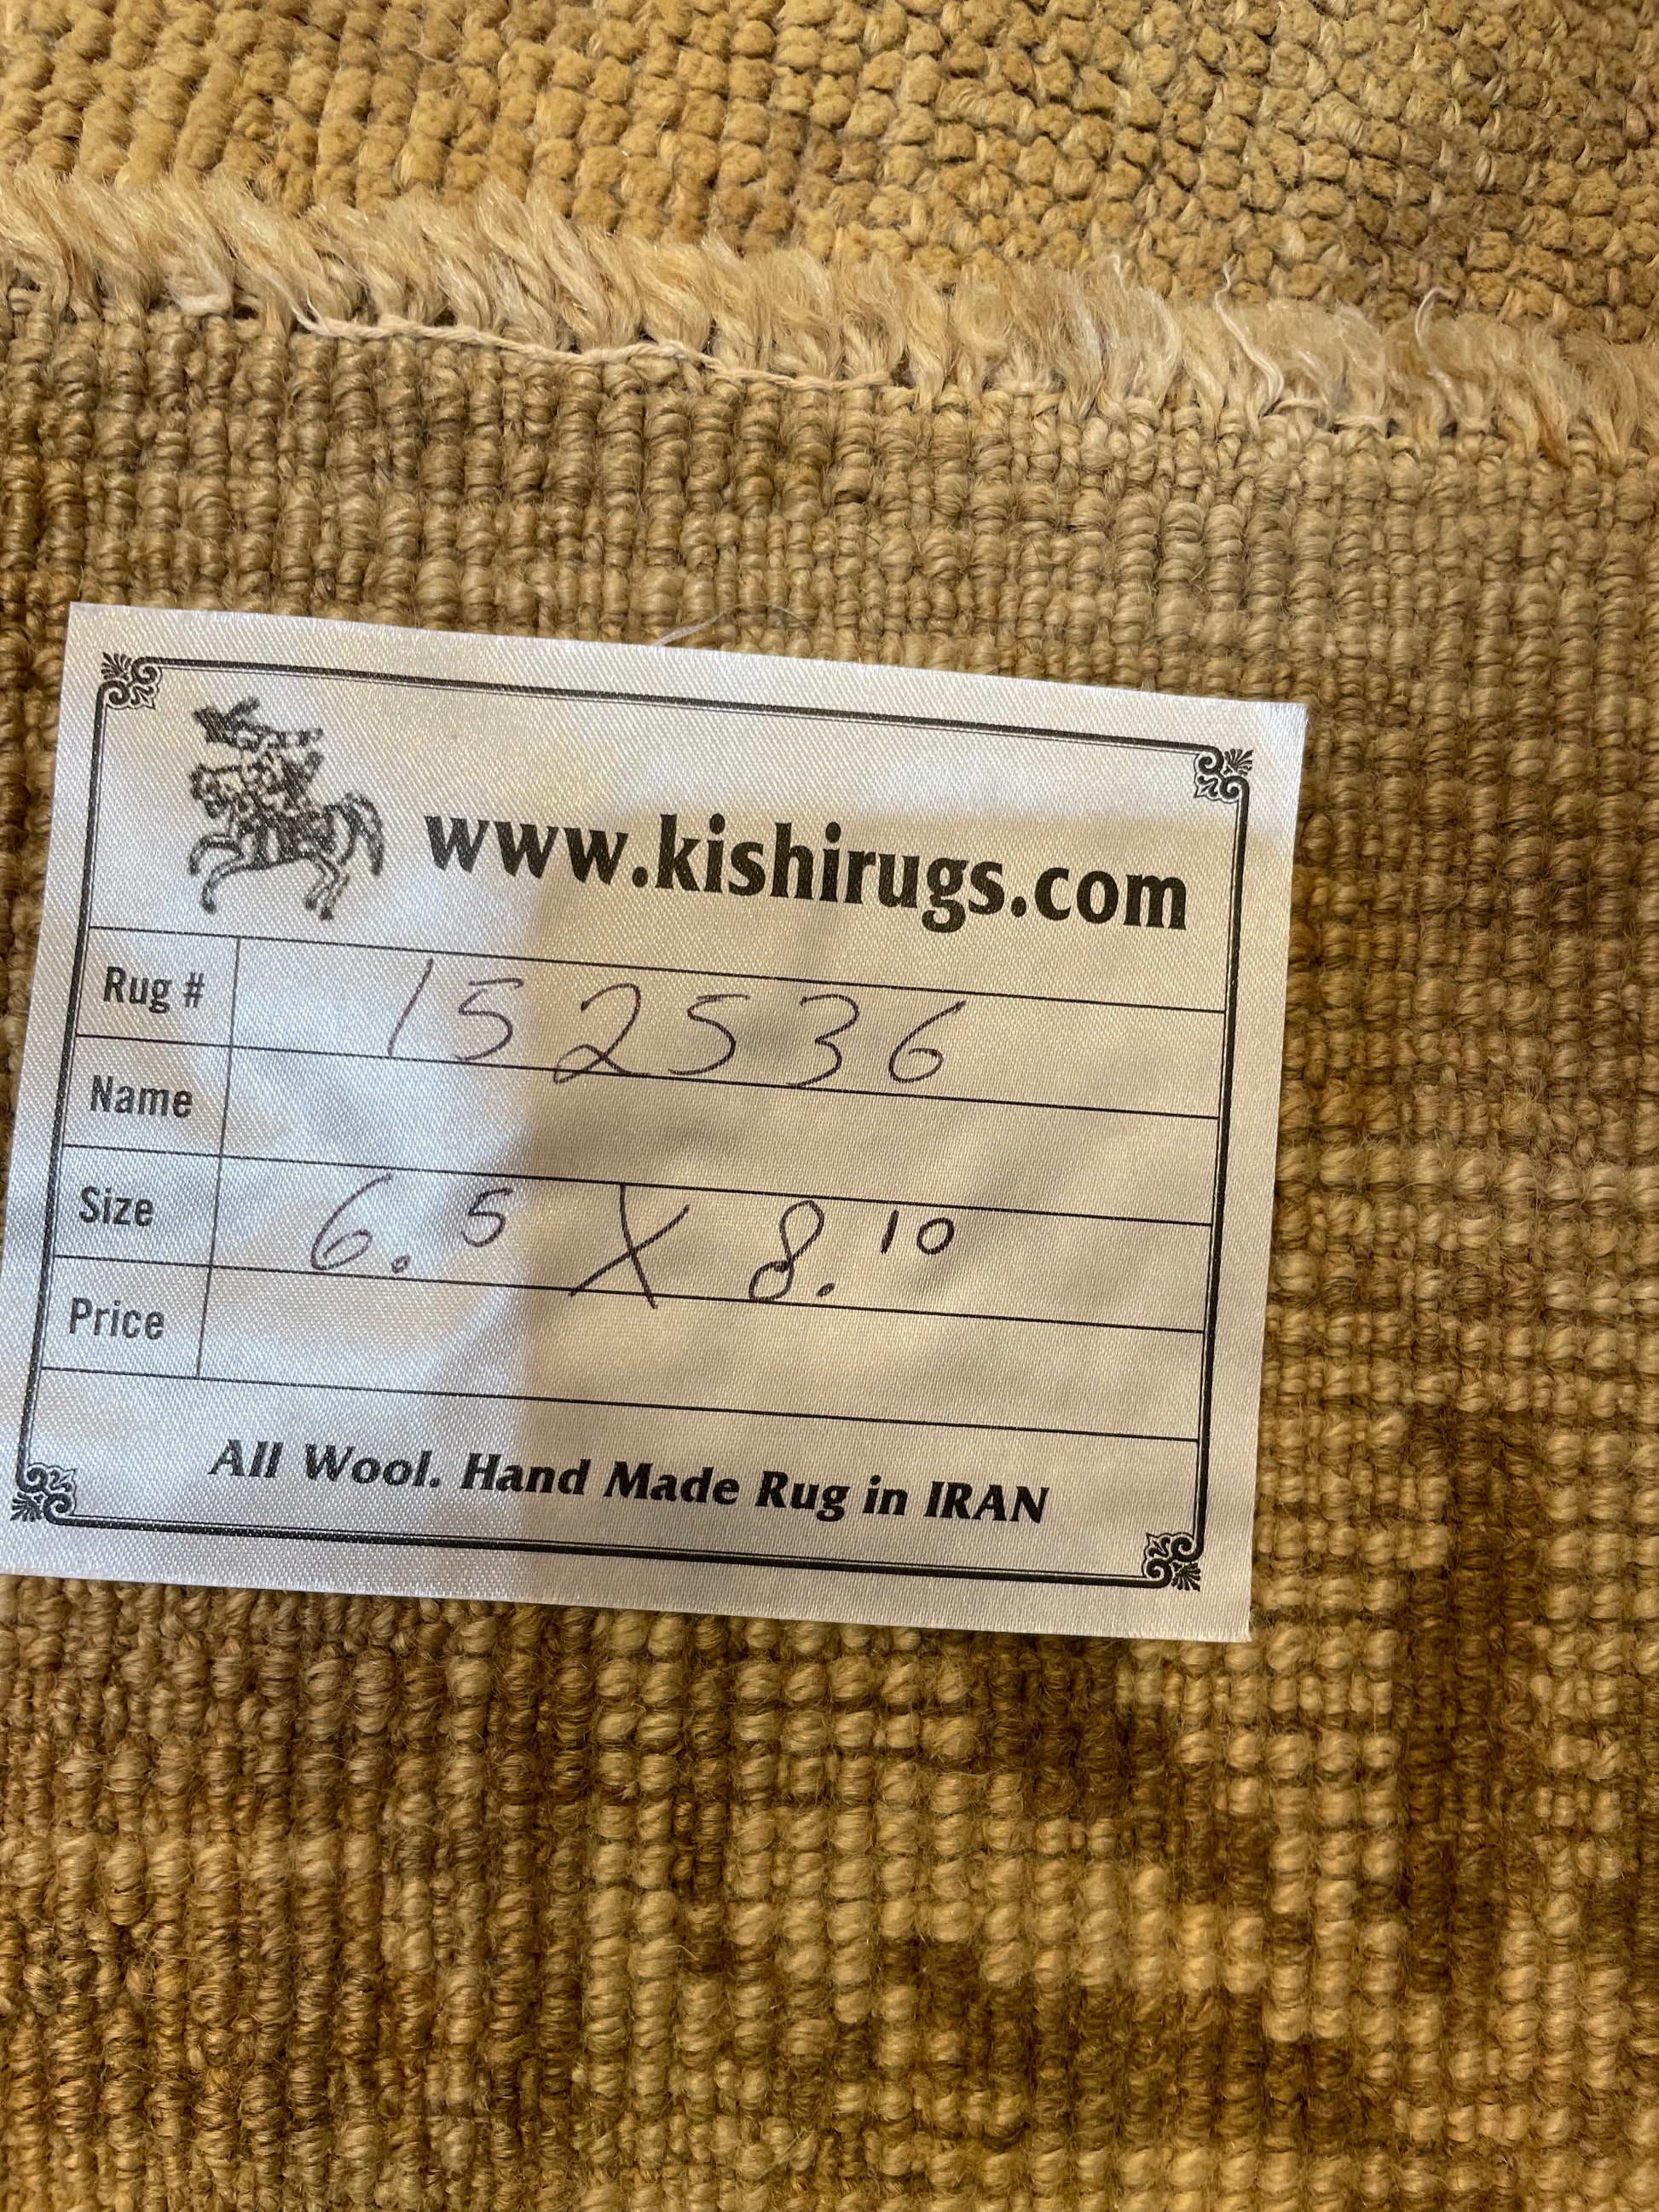 www.kishirugs.com
Rug # 152536
Name
Size 6.5 X 8.10
Price
All Wool. Hand Made Rug in IRAN